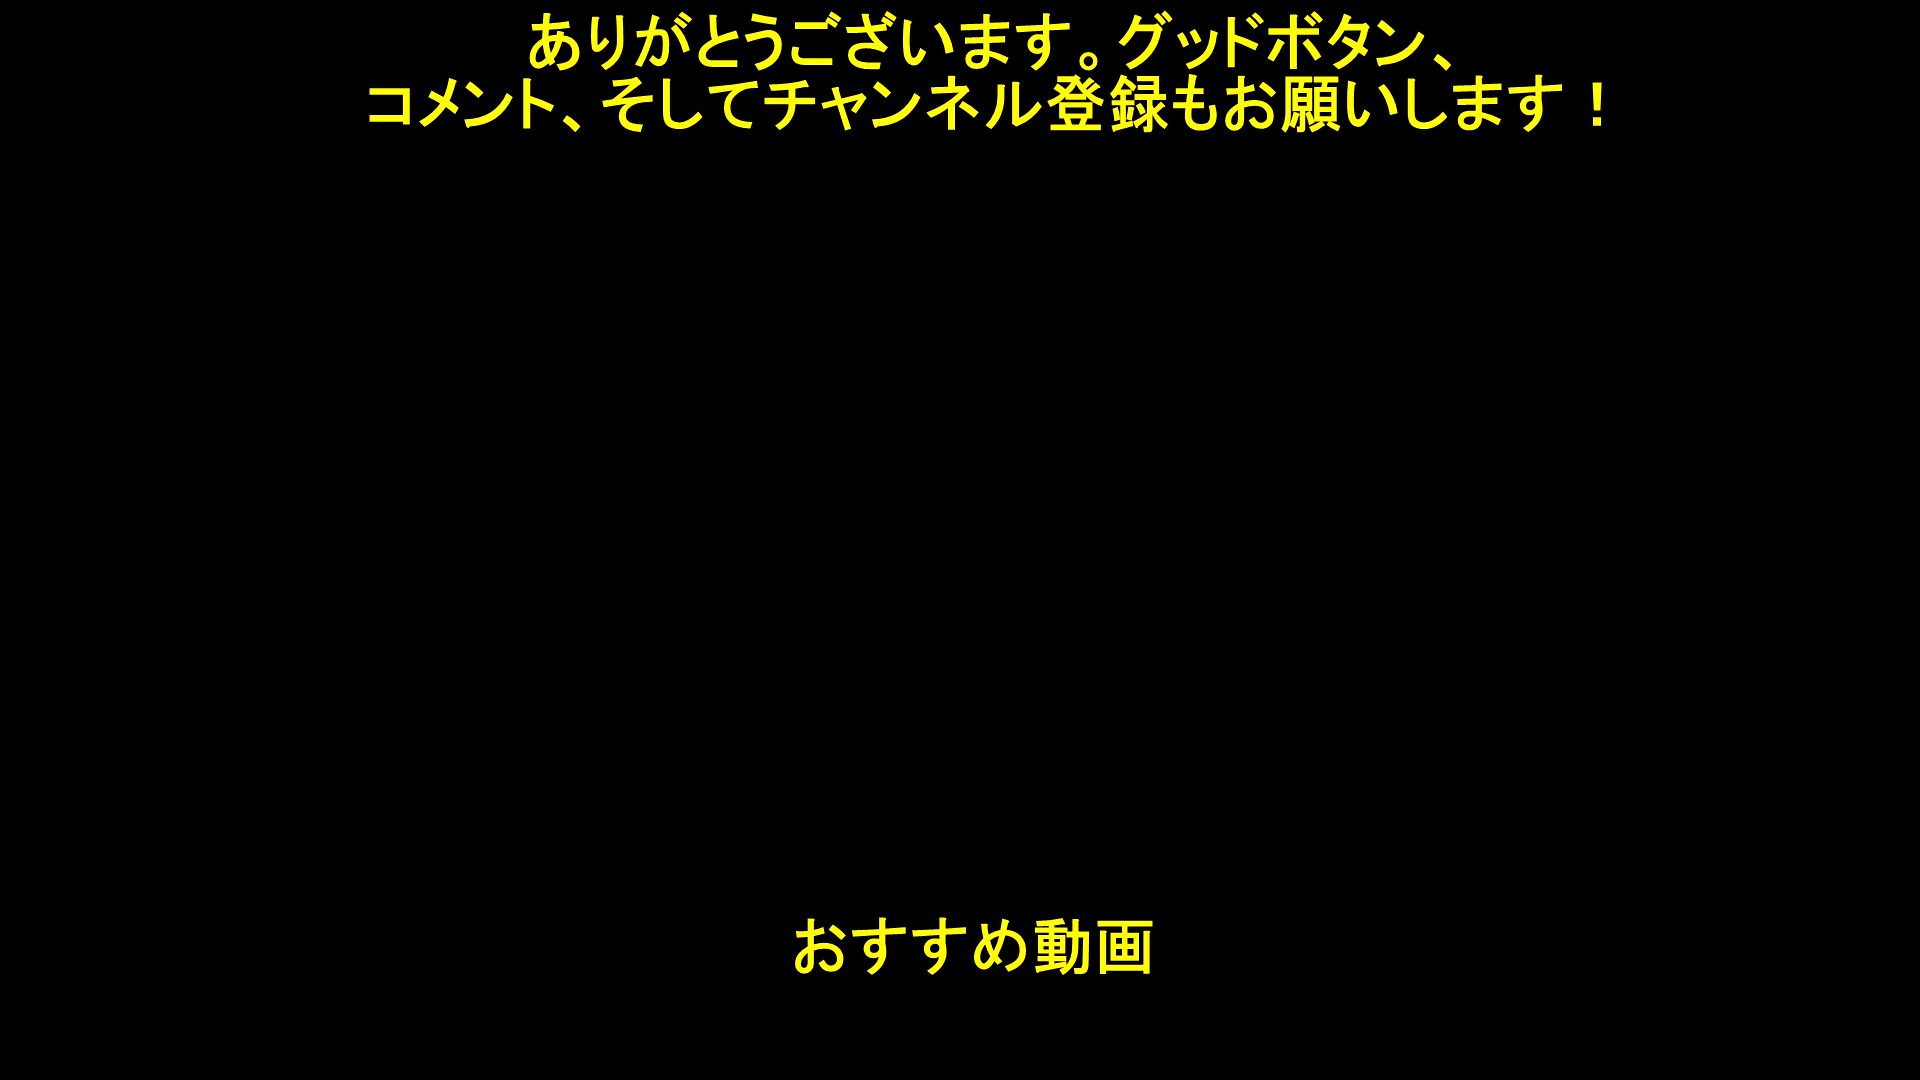 ありがとうございます。グッドボタン、
コメント、そしてチャンネル登録もお願いします！
おすすめ動画